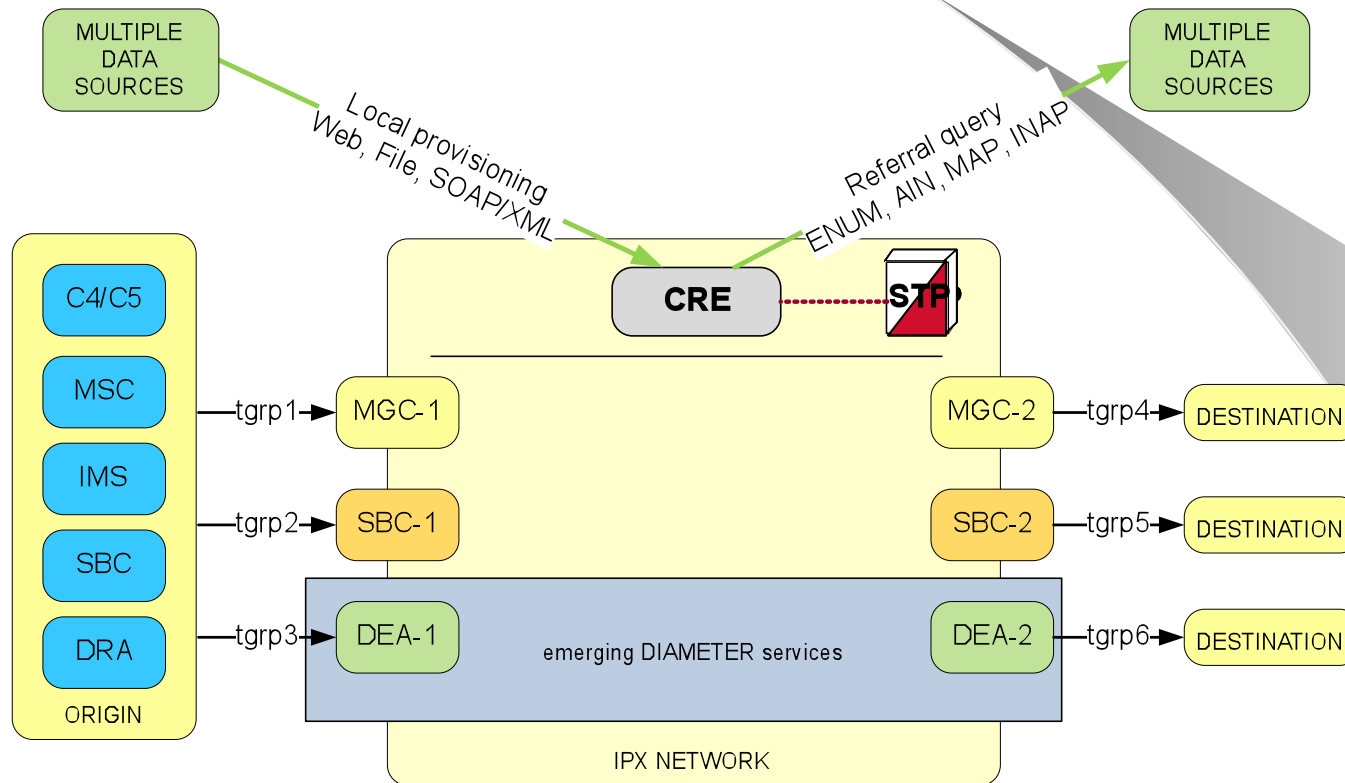 MULTIPLE
DATA
SOURCES
MULTIPLE
DATA
SOURCES
Local provisioning
Web, File, SOAP/XML
Referral query
ENUM, AIN, MAP, INAP
CRE
STP
C4/C5
MSC
IMS
SBC
DRA
ORIGIN
tgrp1
MGC-1
MGC-2
tgrp4
DESTINATION
tgrp2
SBC-1
SBC-2
tgrp5
DESTINATION
tgrp3
DEA-1
emerging DIAMETER services
DEA-2
tgrp6
DESTINATION
IPX NETWORK